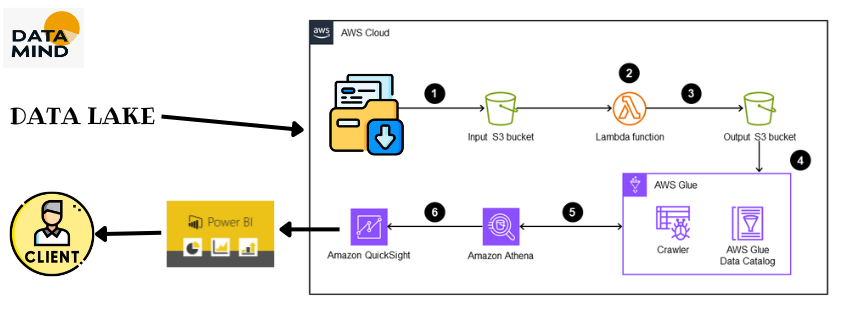 DATA
MIND
aws
AWS Cloud
DATA LAKE
1
2
3
Input S3 bucket
Lambda function
Output S3 bucket
4
AWS Glue
CLIENT
Power BI
6
5
Amazon QuickSight
Amazon Athena
Crawler
AWS Glue
Data Catalog